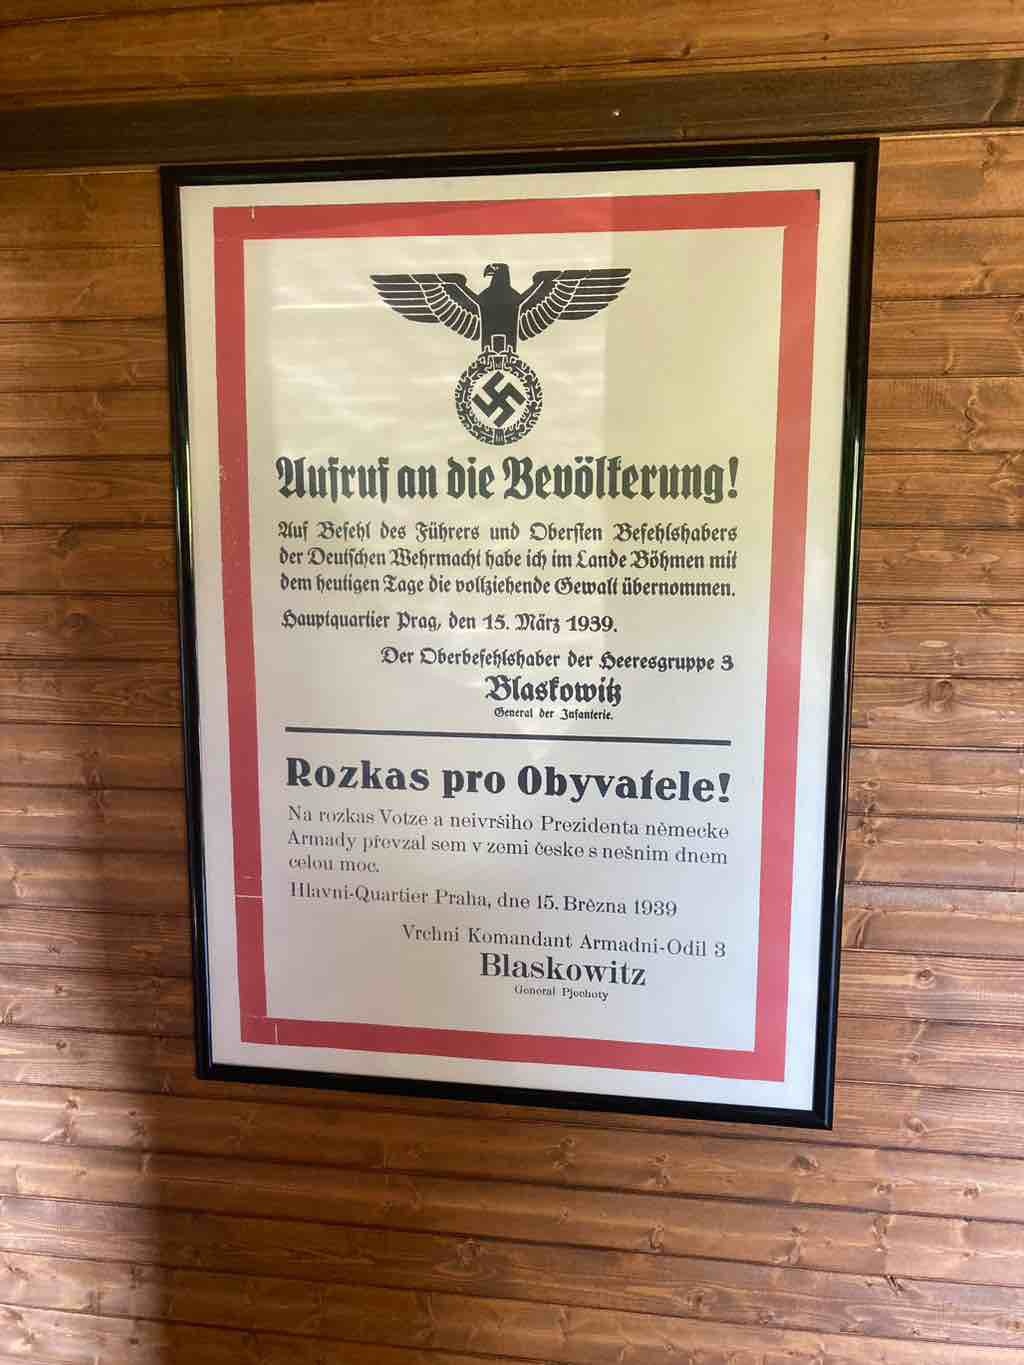 Aufruf an die Bevölkerung!
Auf Befehl des Führers und Obersten Befehlshabers
der Deutschen Wehrmacht habe ich im Lande Böhmen mit
dem heutigen Tage die vollziehende Gewalt übernommen.
Hauptquartier Prag, den 15. März 1939.
Der Oberbefehlshaber der Heeresgruppe 3
Blaskowitz
General der Infanterie.
Rozkas pro Obyvatele!
Na rozkas Votze a neivršiho Prezidenta německe
Armady převzal sem v zemi česke s nešnim dnem
celou moc.
Hlavni-Quartier Praha, dne 15. Března 1939
Vrchni Komandant Armadni-Odil 3
Blaskowitz
General Pjechoty